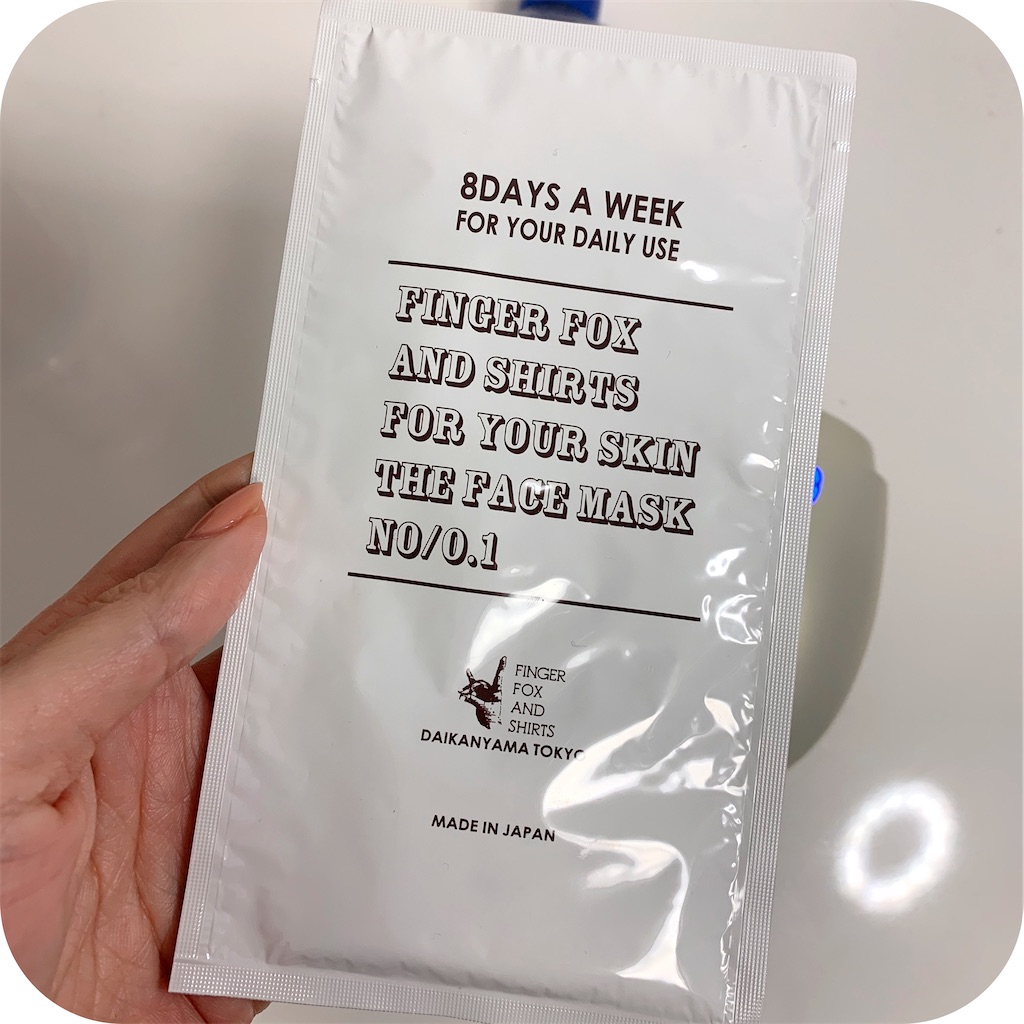 8DAYS A WEEK
FOR YOUR DAILY USE
FINGER FOX
AND SHIRTS
FOR YOUR SKIN
THE FACE MASK
NO/0.1
FINGER
FOX
AND
SHIRTS
DAIKANYAMA TOKYO
MADE IN JAPAN